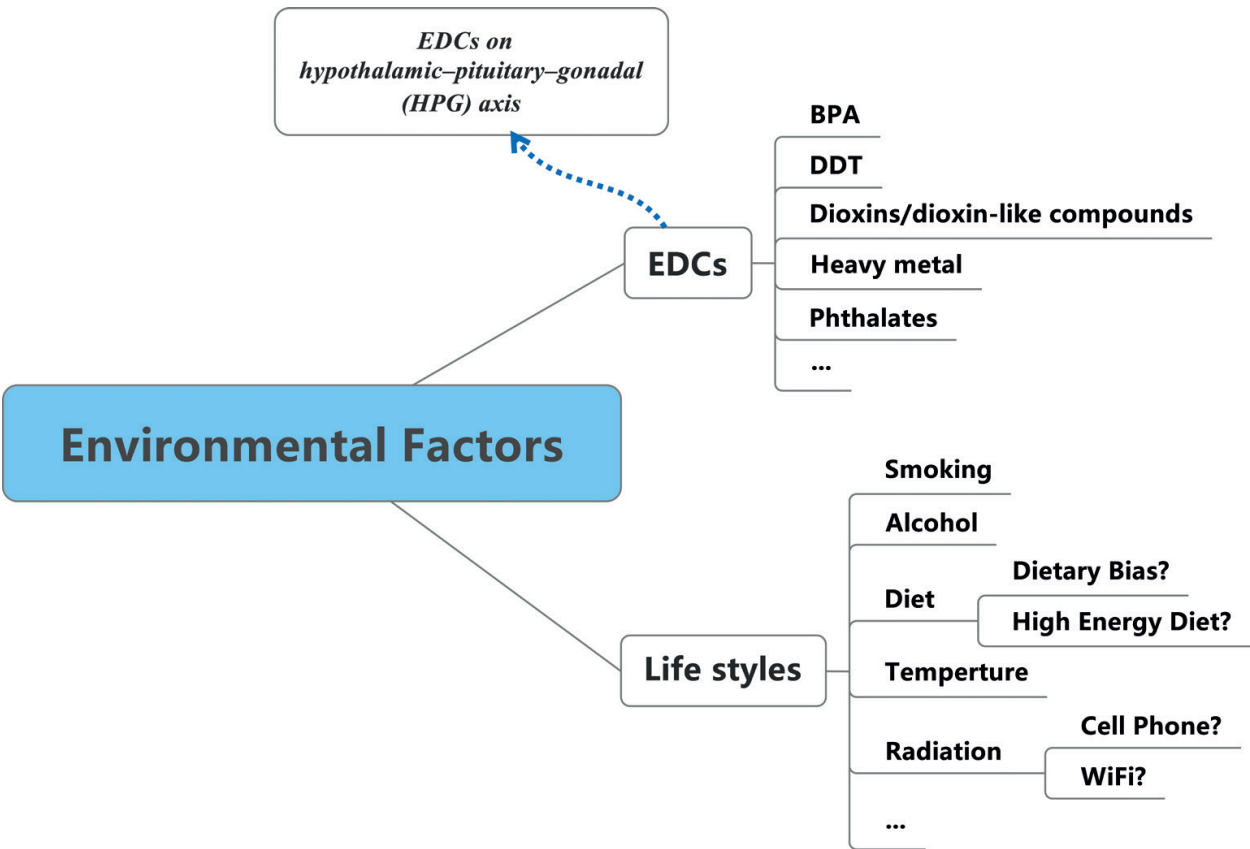 EDCs on
hypothalamic–pituitary–gonadal
(HPG) axis
EDCs
BPA
DDT
Dioxins/dioxin-like compounds
Heavy metal
Phthalates
...
Environmental Factors
Life styles
Smoking
Alcohol
Diet
Dietary Bias?
High Energy Diet?
Temperture
Radiation
Cell Phone?
WiFi?
...